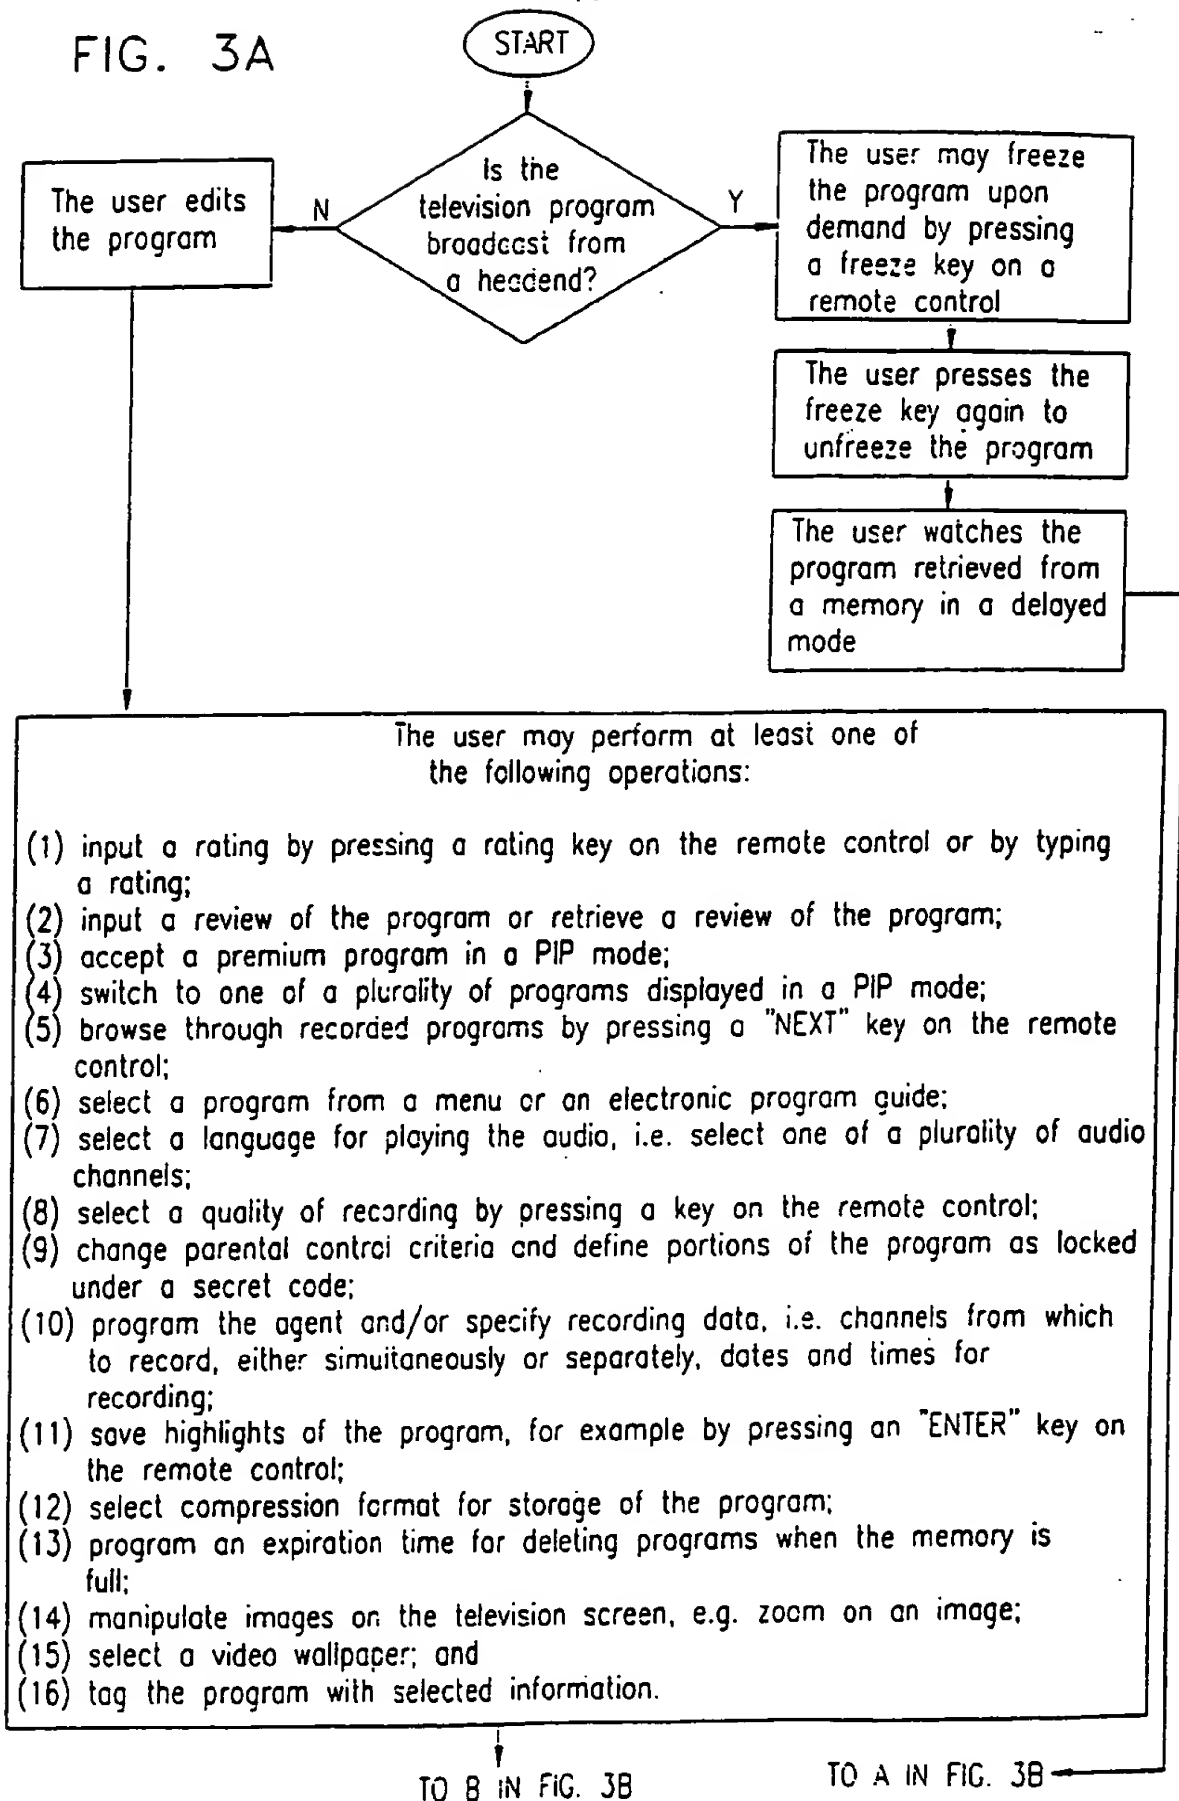 FIG. 3A
START
Is the
television program
broadcast from
a headend?
N
Y
The user edits
the program
The user may freeze
the program upon
demand by pressing
a freeze key on a
remote control
The user presses the
freeze key again to
unfreeze the program
The user watches the
program retrieved from
a memory in a delayed
mode
The user may perform at least one of
the following operations:
(1) input a rating by pressing a rating key on the remote control or by typing
a rating;
(2) input a review of the program or retrieve a review of the program;
(3) accept a premium program in a PIP mode;
(4) switch to one of a plurality of programs displayed in a PIP mode;
(5) browse through recorded programs by pressing a "NEXT" key on the remote
control;
(6) select a program from a menu or an electronic program guide;
(7) select a language for playing the audio, i.e. select one of a plurality of audio
channels;
(8) select a quality of recording by pressing a key on the remote control;
(9) change parental control criteria and define portions of the program as locked
under a secret code;
(10) program the agent and/or specify recording data, i.e. channels from which
to record, either simultaneously or separately, dates and times for
recording;
(11) save highlights of the program, for example by pressing an "ENTER" key on
the remote control;
(12) select compression format for storage of the program;
(13) program an expiration time for deleting programs when the memory is
full;
(14) manipulate images on the television screen, e.g. zoom on an image;
(15) select a video wallpaper; and
(16) tag the program with selected information.
TO B IN FIG. 3B
TO A IN FIG. 3B